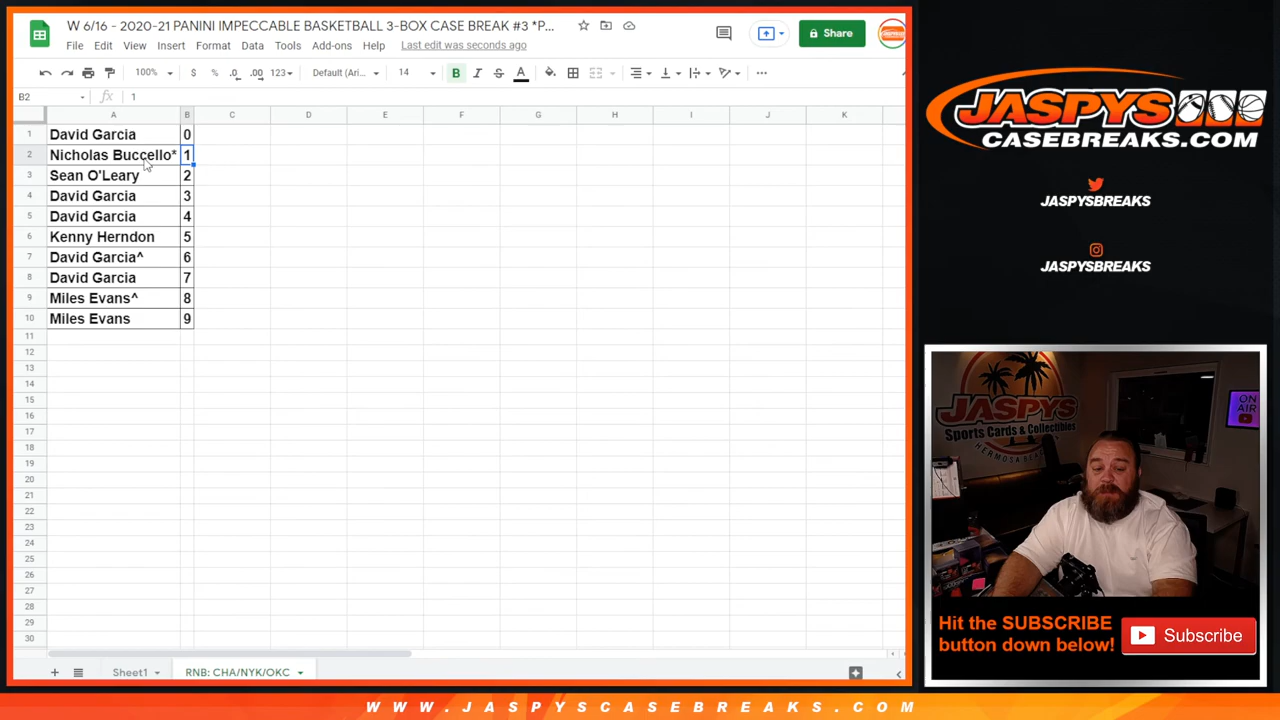 W 6/16 - 2020-21 PANINI IMPECCABLE BASKETBALL 3-BOX CASE BREAK #3 *P...
File Edit View Insert Format Data Tools Add-ons Help Last edit was seconds ago
Share
100% $ % .0 .00 123 Default (Ari... 14 B I S A
B2 fx 1
A B C D E F G H I J K
1 David Garcia 0
2 Nicholas Buccello* 1
3 Sean O'Leary 2
4 David Garcia 3
5 David Garcia 4
6 Kenny Herndon 5
7 David Garcia^ 6
8 David Garcia 7
9 Miles Evans^ 8
10 Miles Evans 9
11
12
13
14
15
16
17
18
19
20
21
22
23
24
25
26
27
28
29
30
Sheet1 RNB: CHA/NYK/OKC
JASPYS
CASEBREAKS.COM
JASPYSBREAKS
JASPYSBREAKS
JASPYS
Sports Cards & Collectibles
HERMOSA BEACH
ON AIR
Hit the SUBSCRIBE
button down below!
Subscribe
WWW.JASPYSCASEBREAKS.COM